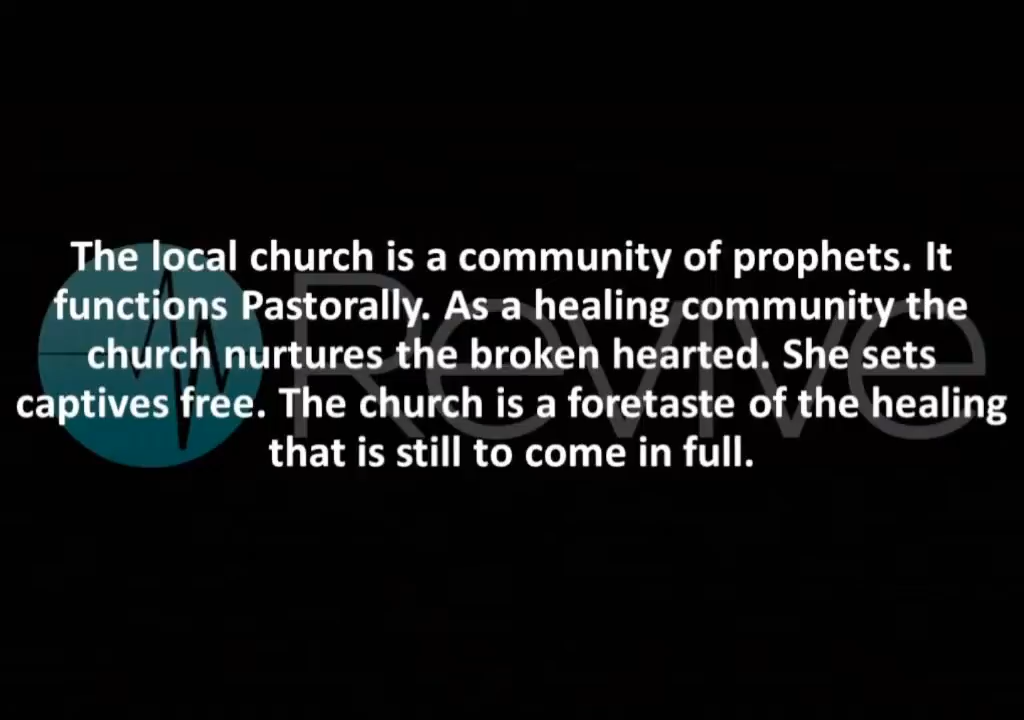 The local church is a community of prophets. It
functions Pastorally. As a healing community the
church nurtures the broken hearted. She sets
captives free. The church is a foretaste of the healing
that is still to come in full.
Revive